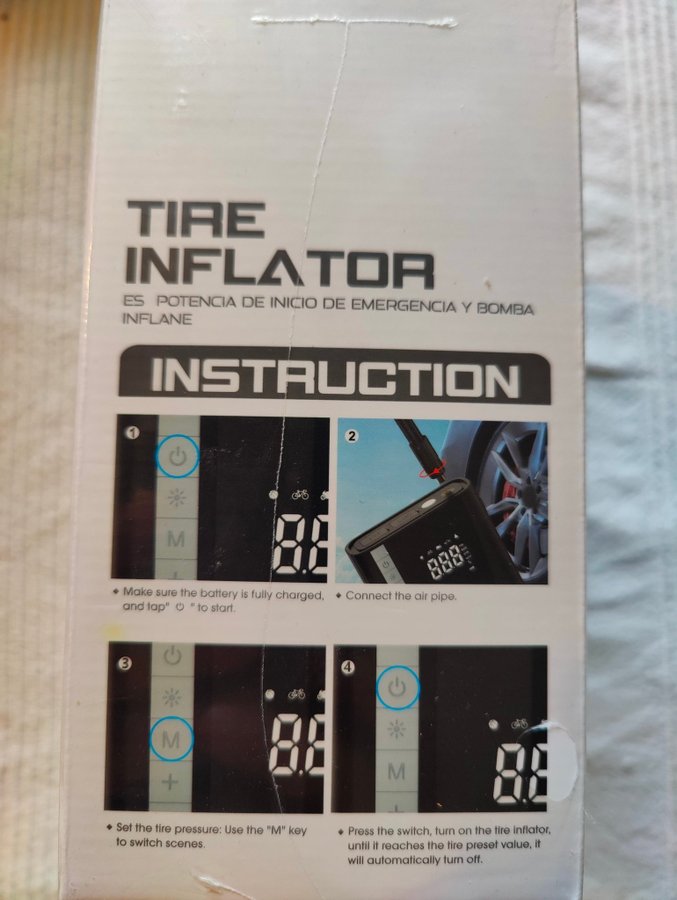 TIRE
INFLATOR
ES POTENCIA DE INICIO DE EMERGENCIA Y BOMBA
INFLANE
INSTRUCTION
1
M
2
Make sure the battery is fully charged,
and tap" " to start.
Connect the air pipe.
3
M
4
M
Set the tire pressure: Use the "M" key
to switch scenes.
Press the switch, turn on the tire inflator,
until it reaches the tire preset value, it
will automatically turn off.